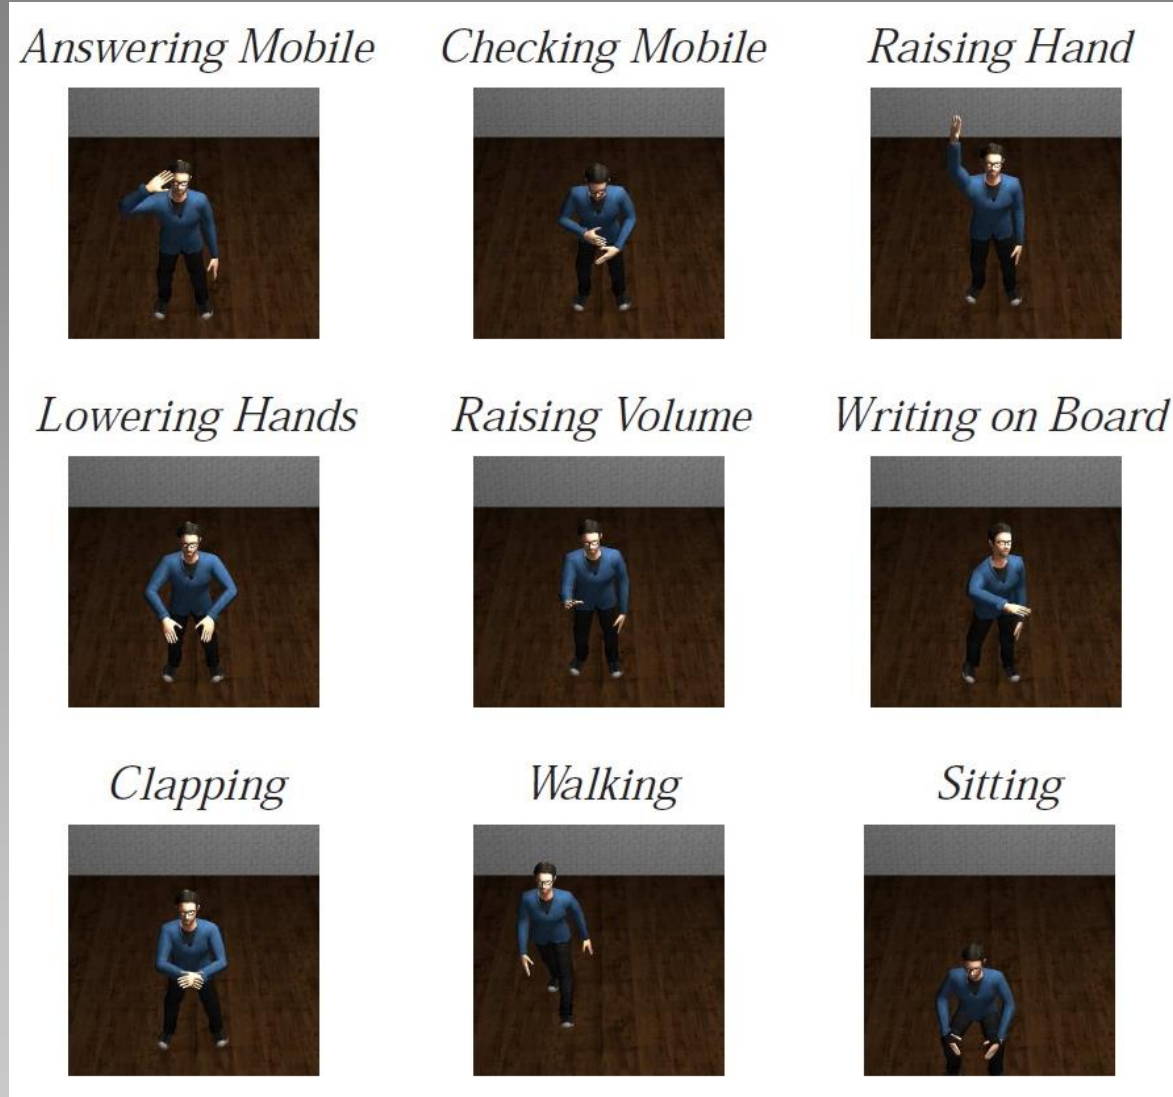 Answering Mobile
Checking Mobile
Raising Hand
Lowering Hands
Raising Volume
Writing on Board
Clapping
Walking
Sitting